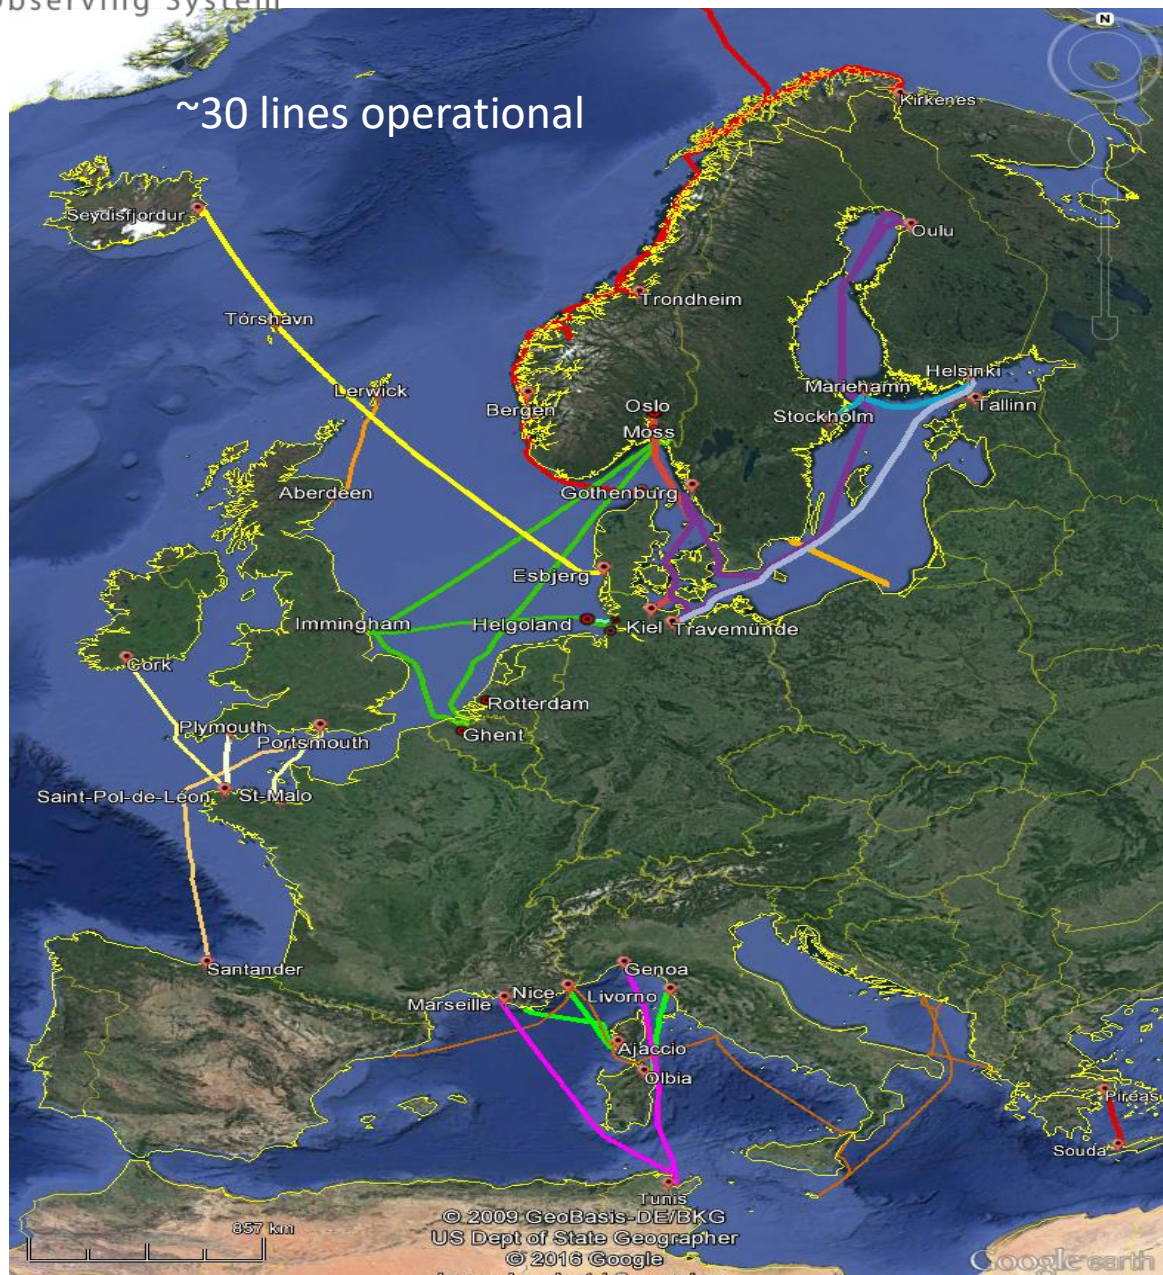 Observing System
N
~30 lines operational
Kirkenes
Seydisfjordur
Oulu
Trondheim
Tórshavn
Helsinki
Lerwick
Mariehamn
Bergen
Oslo
Tallinn
Stockholm
Moss
Aberdeen
Gothenburg
Esbjerg
Immingham
Helgoland
Kiel
Travemünde
Cork
Rotterdam
Plymouth
Ghent
Portsmouth
Saint-Pol-de-Léon
St-Malo
Santander
Genoa
Marseille
Nice
Livorno
Ajaccio
Olbia
Pireas
Souda
Tunis
857 km
© 2009 GeoBasis-DE/BKG
US Dept of State Geographer
© 2016 Google
Google earth